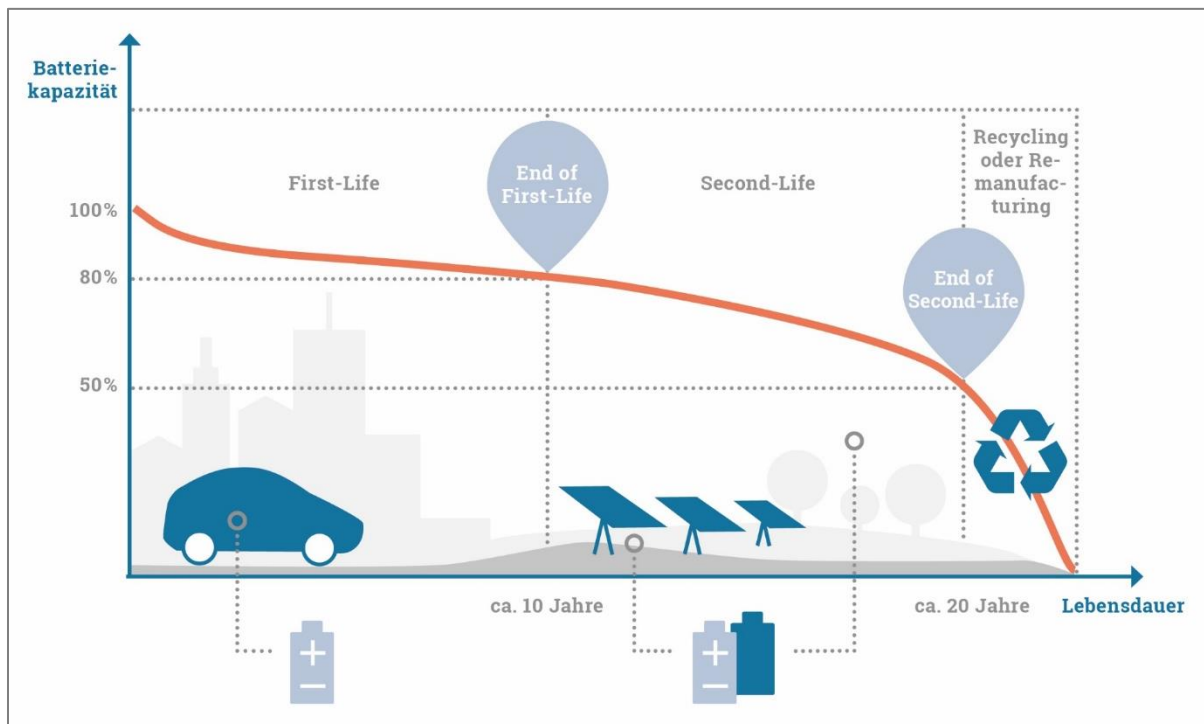 Batterie-
kapazität
First-Life
End of
First-Life
Second-Life
Recycling
oder Re-
manufac-
turing
100%
80%
End of
Second-Life
50%
ca. 10 Jahre
ca. 20 Jahre
Lebensdauer
+
−
+
−